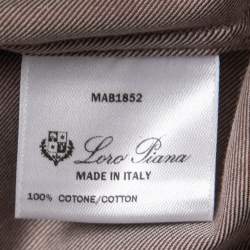 MAB1852
Loro Piana
MADE IN ITALY
100% COTONE/COTTON